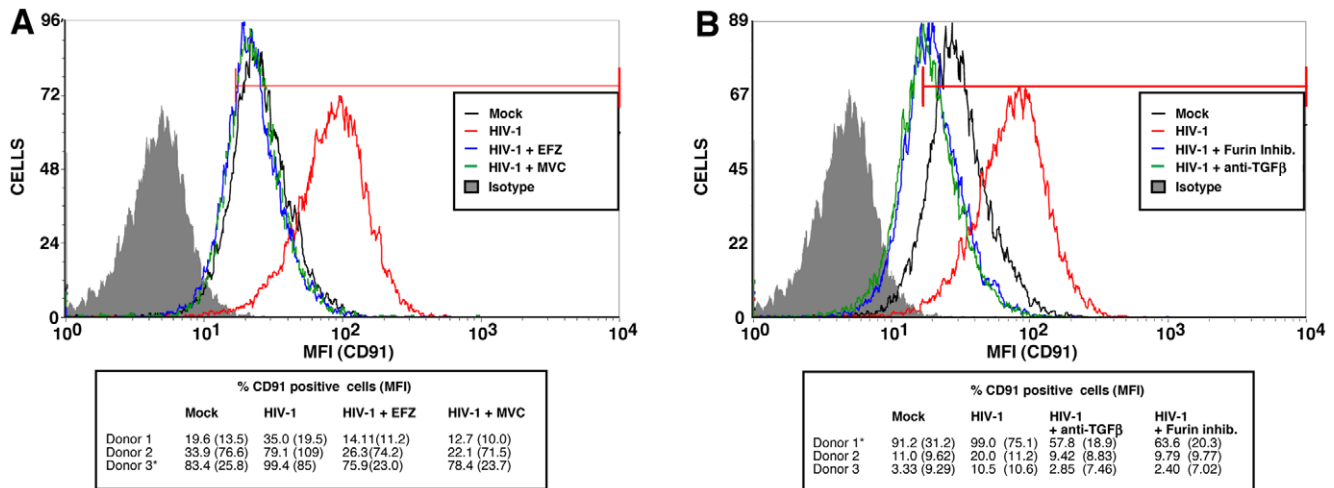 A
96
72
48
24
0
CELLS
10^0
10^1
10^2
10^3
10^4
MFI (CD91)
Mock
HIV-1
HIV-1 + EFZ
HIV-1 + MVC
Isotype
% CD91 positive cells (MFI)
Mock HIV-1 HIV-1 + EFZ HIV-1 + MVC
Donor 1 19.6 (13.5) 35.0 (19.5) 14.11(11.2) 12.7 (10.0)
Donor 2 33.9 (76.6) 79.1 (109) 26.3(74.2) 22.1 (71.5)
Donor 3* 83.4 (25.8) 99.4 (85) 75.9(23.0) 78.4 (23.7)
B
89
67
45
22
0
CELLS
10^0
10^1
10^2
10^3
10^4
MFI (CD91)
Mock
HIV-1
HIV-1 + Furin Inhib.
HIV-1 + anti-TGFβ
Isotype
% CD91 positive cells (MFI)
Mock HIV-1 HIV-1 HIV-1
+ anti-TGFβ + Furin inhib.
Donor 1* 91.2 (31.2) 99.0 (75.1) 57.8 (18.9) 63.6 (20.3)
Donor 2 11.0 (9.62) 20.0 (11.2) 9.42 (8.83) 9.79 (9.77)
Donor 3 3.33 (9.29) 10.5 (10.6) 2.85 (7.46) 2.40 (7.02)